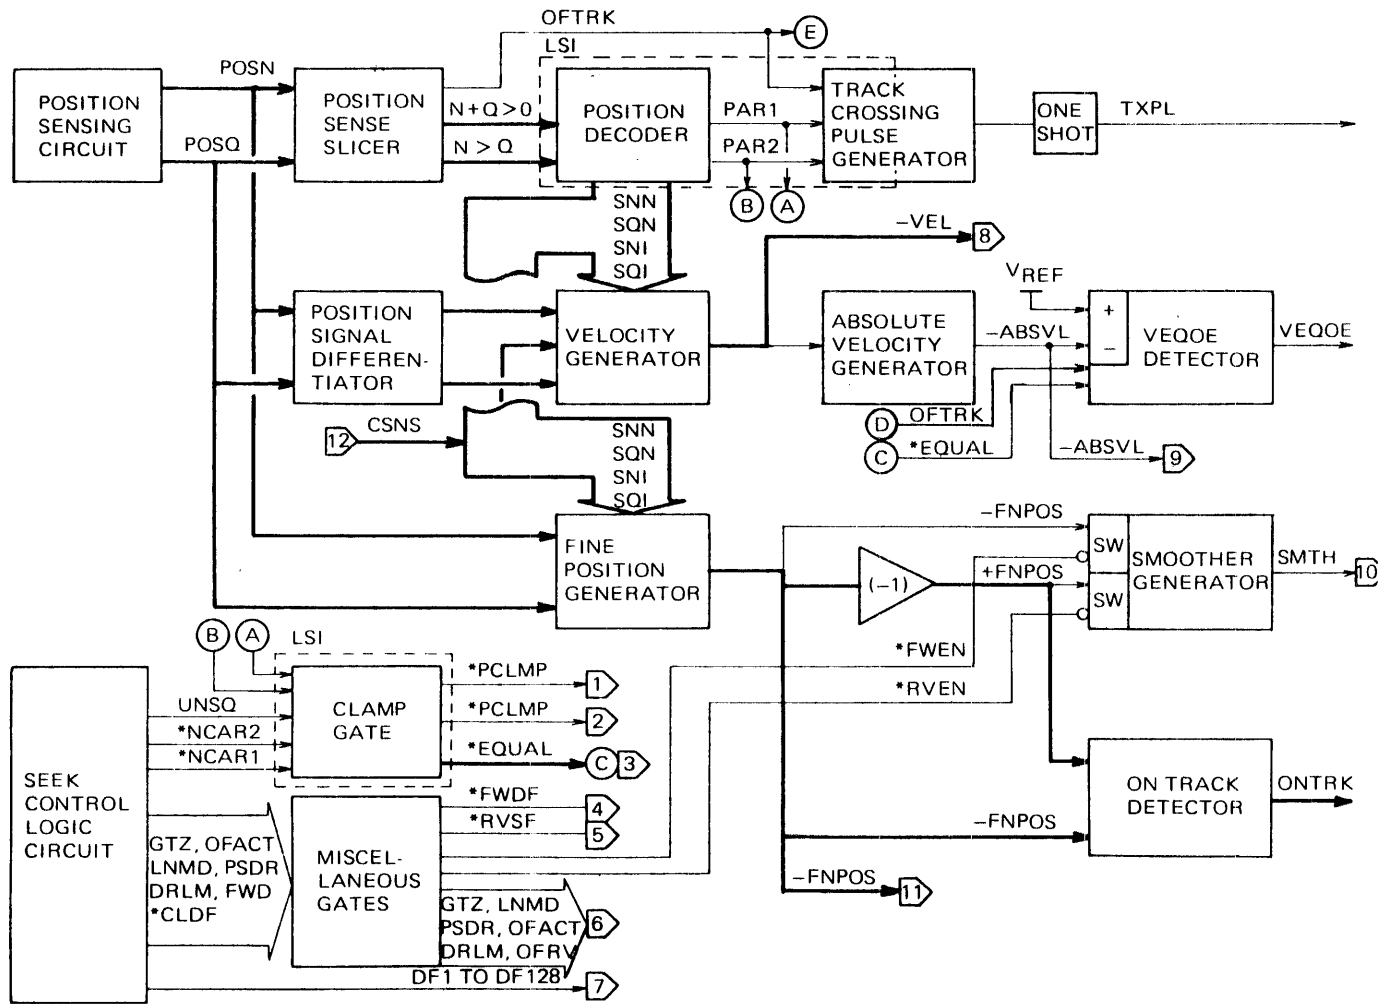 OFTRK
E
LSI
POSN
POSQ
POSITION
SENSING
CIRCUIT
POSITION
SENSE
SLICER
N+Q>0
N>Q
POSITION
DECODER
PAR1
PAR2
TRACK
CROSSING
PULSE
GENERATOR
ONE
SHOT
TXPL
B
A
SNN
SQN
SNI
SQI
−VEL
8
POSITION
SIGNAL
DIFFEREN-
TIATOR
VELOCITY
GENERATOR
ABSOLUTE
VELOCITY
GENERATOR
−ABSVL
VREF
+
−
VEQOE
DETECTOR
VEQOE
12
CSNS
SNN
SQN
SNI
SQI
D
OFTRK
C
*EQUAL
−ABSVL
9
FINE
POSITION
GENERATOR
−FNPOS
(−1)
+FNPOS
SW
SW
SMOOTHER
GENERATOR
SMTH
10
*FWEN
*RVEN
B
A
LSI
UNSQ
*NCAR2
*NCAR1
CLAMP
GATE
*PCLMP
1
*PCLMP
2
*EQUAL
C
3
SEEK
CONTROL
LOGIC
CIRCUIT
GTZ, OFACT
LNMD, PSDR
DRLM, FWD
*CLDF
MISCEL-
LANEOUS
GATES
*FWDF
4
*RVSF
5
GTZ, LNMD
PSDR, OFACT
DRLM, OFRV
6
DF1 TO DF128
7
−FNPOS
−FNPOS
11
ON TRACK
DETECTOR
ONTRK